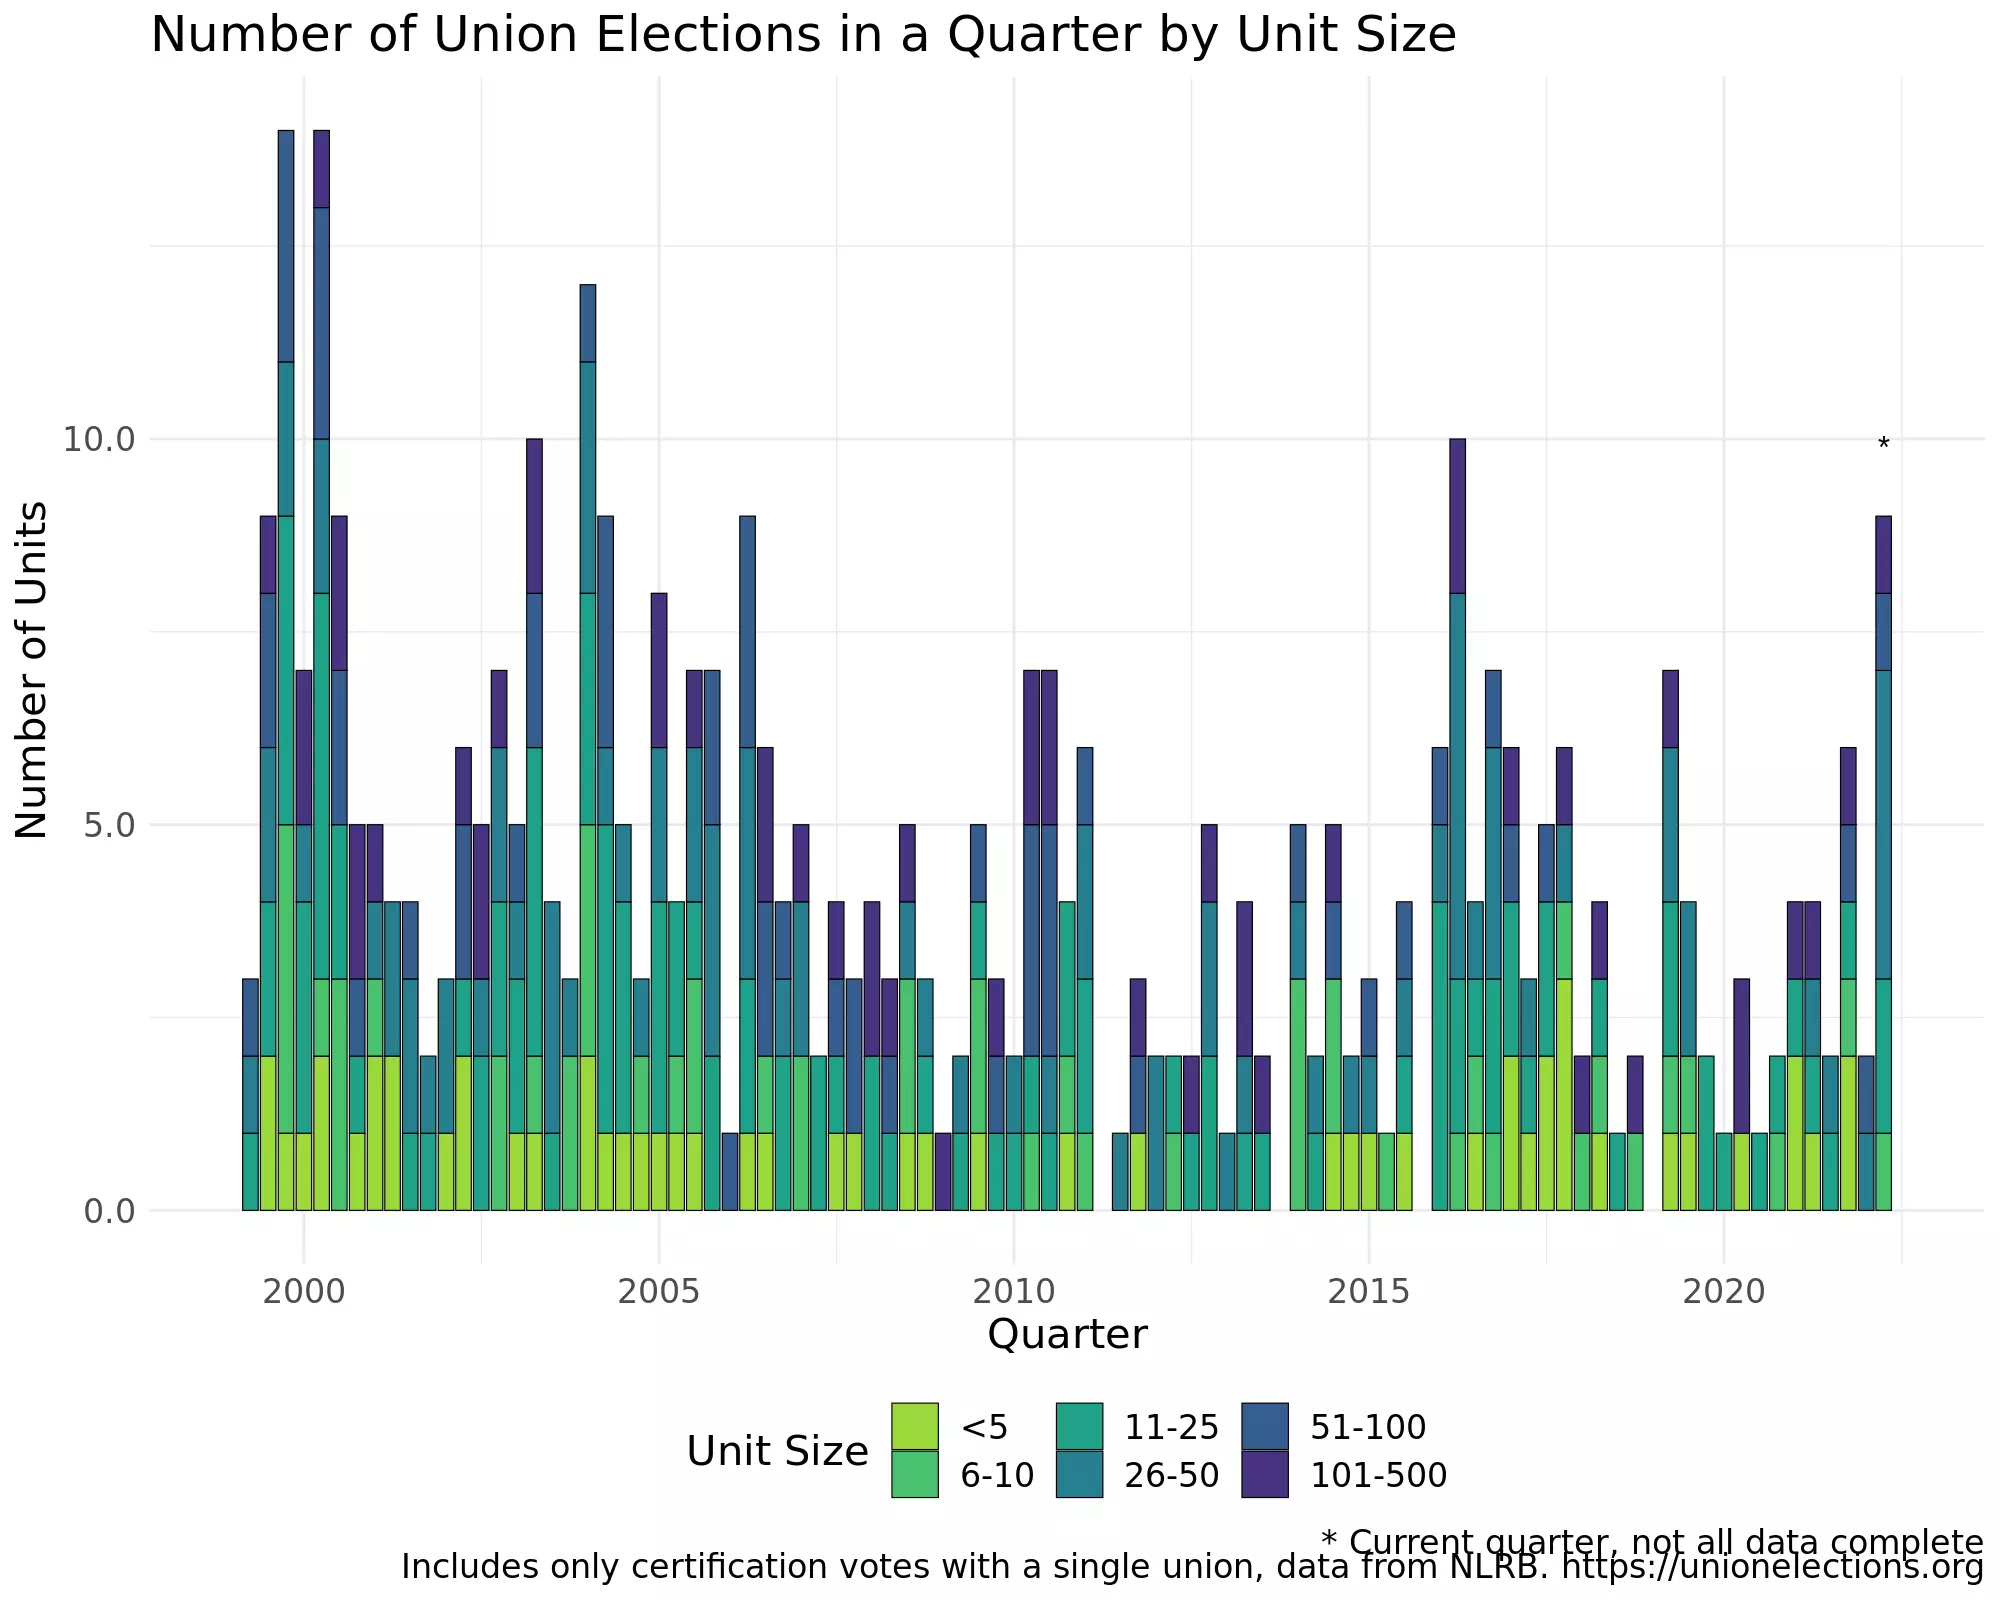 Number of Union Elections in a Quarter by Unit Size
Number of Units
10.0
5.0
0.0
*
2000 2005 2010 2015 2020
Quarter
Unit Size
<5 11-25 51-100
6-10 26-50 101-500
* Current quarter, not all data complete
Includes only certification votes with a single union, data from NLRB. https://unionelections.org